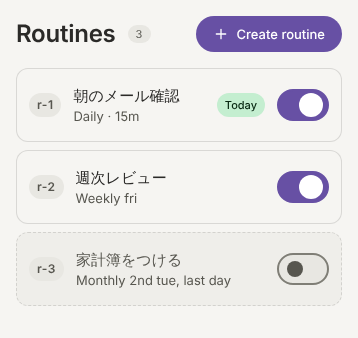 Routines 3
+ Create routine
r-1
朝のメール確認
Daily · 15m
Today
r-2
週次レビュー
Weekly fri
r-3
家計簿をつける
Monthly 2nd tue, last day